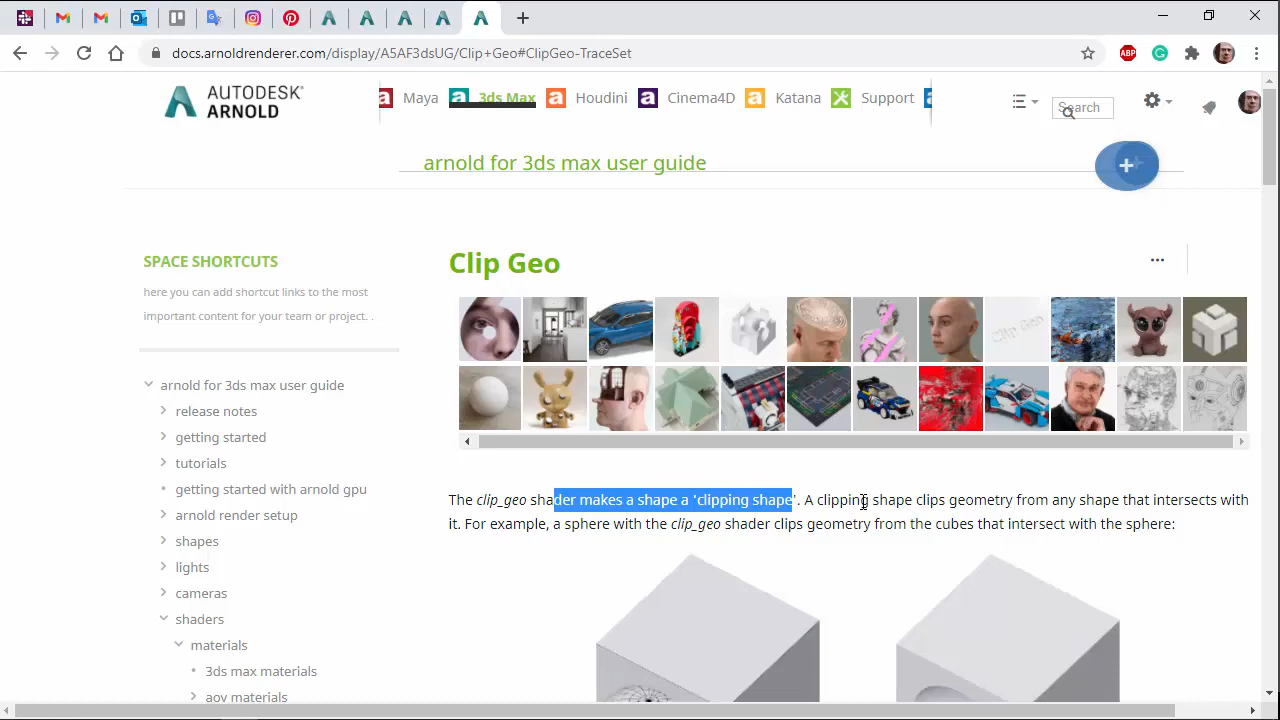 docs.arnoldrenderer.com/display/A5AF3dsUG/Clip+Geo#ClipGeo-TraceSet
ABP
AUTODESK
ARNOLD
Maya
3ds Max
Houdini
Cinema4D
Katana
Support
Search
arnold for 3ds max user guide
SPACE SHORTCUTS
here you can add shortcut links to the most
important content for your team or project. .
arnold for 3ds max user guide
release notes
getting started
tutorials
getting started with arnold gpu
arnold render setup
shapes
lights
cameras
shaders
materials
3ds max materials
aov materials
Clip Geo
Clip Geo
The clip_geo shader makes a shape a 'clipping shape'. A clipping shape clips geometry from any shape that intersects with
it. For example, a sphere with the clip_geo shader clips geometry from the cubes that intersect with the sphere: